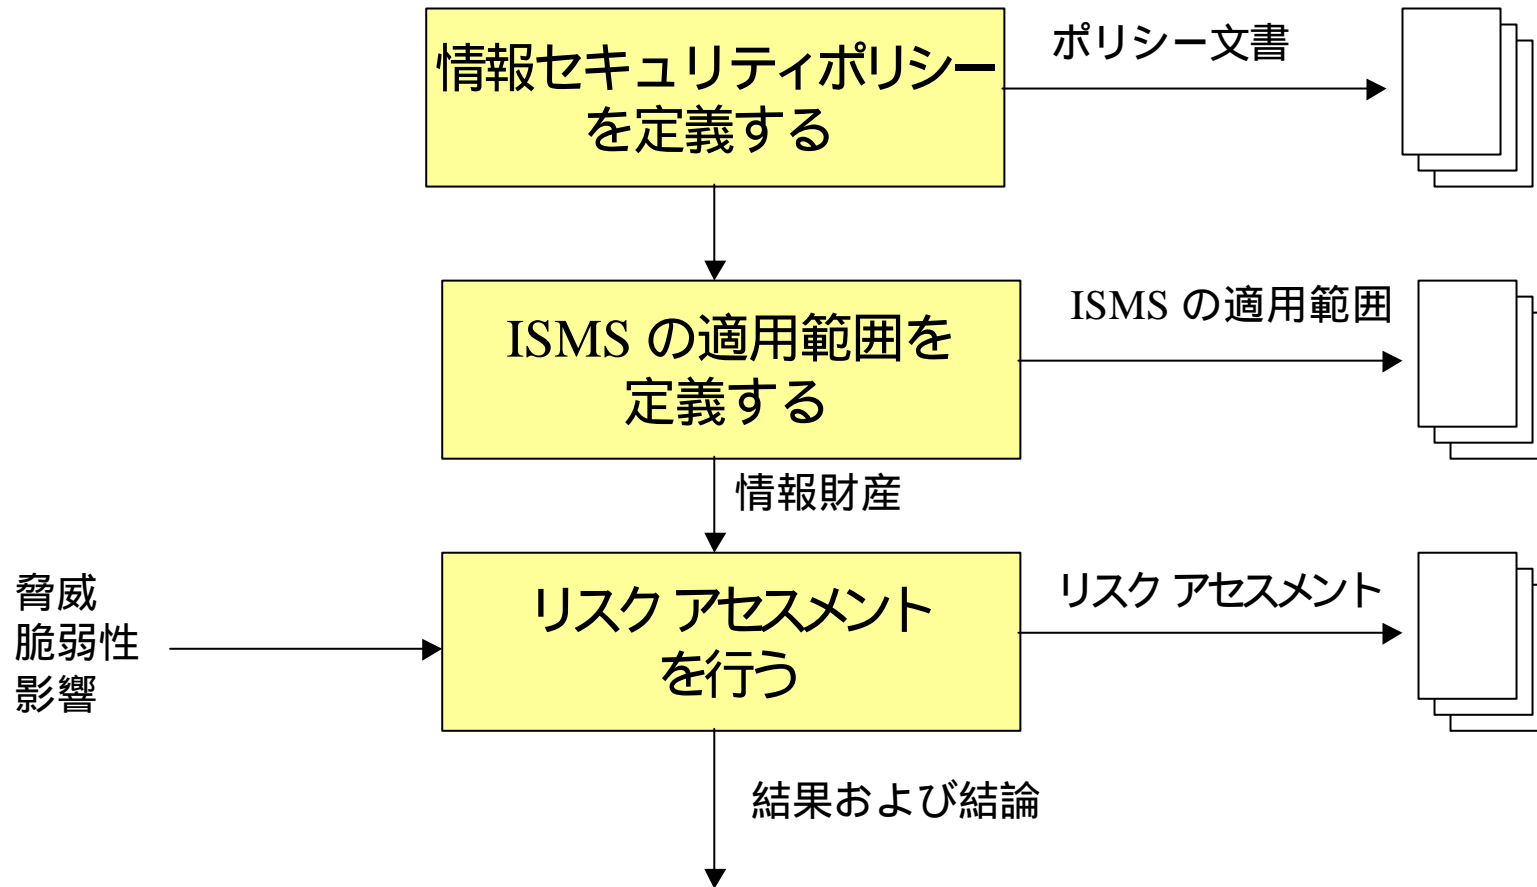 情報セキュリティポリシー
を定義する
ポリシー文書
ISMS の適用範囲を
定義する
ISMS の適用範囲
情報財産
脅威
脆弱性
影響
リスク アセスメント
を行う
リスク アセスメント
結果および結論